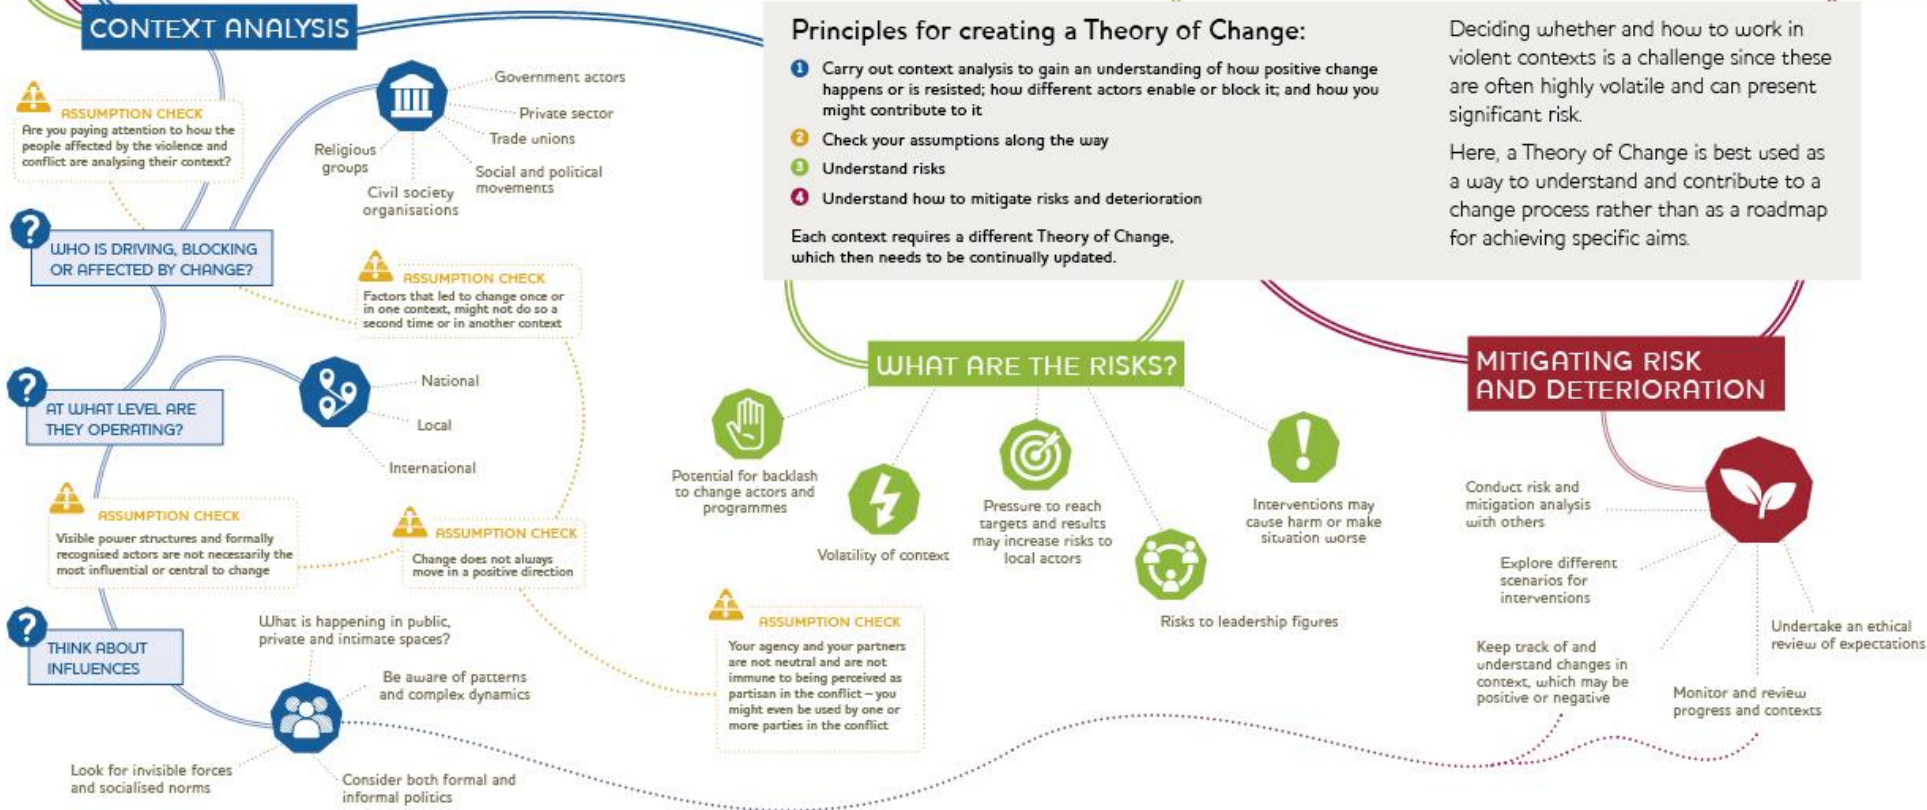 CONTEXT ANALYSIS
ASSUMPTION CHECK
Are you paying attention to how the
people affected by the violence and
conflict are analysing their context?
Government actors
Private sector
Trade unions
Social and political
movements
Civil society
organisations
Religious
groups
?
WHO IS DRIVING, BLOCKING
OR AFFECTED BY CHANGE?
ASSUMPTION CHECK
Factors that led to change once or
in one context, might not do so a
second time or in another context
?
AT WHAT LEVEL ARE
THEY OPERATING?
National
Local
International
ASSUMPTION CHECK
Visible power structures and formally
recognised actors are not necessarily the
most influential or central to change
ASSUMPTION CHECK
Change does not always
move in a positive direction
?
THINK ABOUT
INFLUENCES
What is happening in public,
private and intimate spaces?
Be aware of patterns
and complex dynamics
Look for invisible forces
and socialised norms
Consider both formal and
informal politics
ASSUMPTION CHECK
Your agency and your partners
are not neutral and are not
immune to being perceived as
partisan in the conflict – you
might even be used by one or
more parties in the conflict
Principles for creating a Theory of Change:
1 Carry out context analysis to gain an understanding of how positive change
happens or is resisted; how different actors enable or block it; and how you
might contribute to it
2 Check your assumptions along the way
3 Understand risks
4 Understand how to mitigate risks and deterioration
Each context requires a different Theory of Change,
which then needs to be continually updated.
Deciding whether and how to work in
violent contexts is a challenge since these
are often highly volatile and can present
significant risk.
Here, a Theory of Change is best used as
a way to understand and contribute to a
change process rather than as a roadmap
for achieving specific aims.
WHAT ARE THE RISKS?
Potential for backlash
to change actors and
programmes
Volatility of context
Pressure to reach
targets and results
may increase risks to
local actors
Risks to leadership figures
!
Interventions may
cause harm or make
situation worse
MITIGATING RISK
AND DETERIORATION
Conduct risk and
mitigation analysis
with others
Explore different
scenarios for
interventions
Keep track of and
understand changes in
context, which may be
positive or negative
Monitor and review
progress and contexts
Undertake an ethical
review of expectations